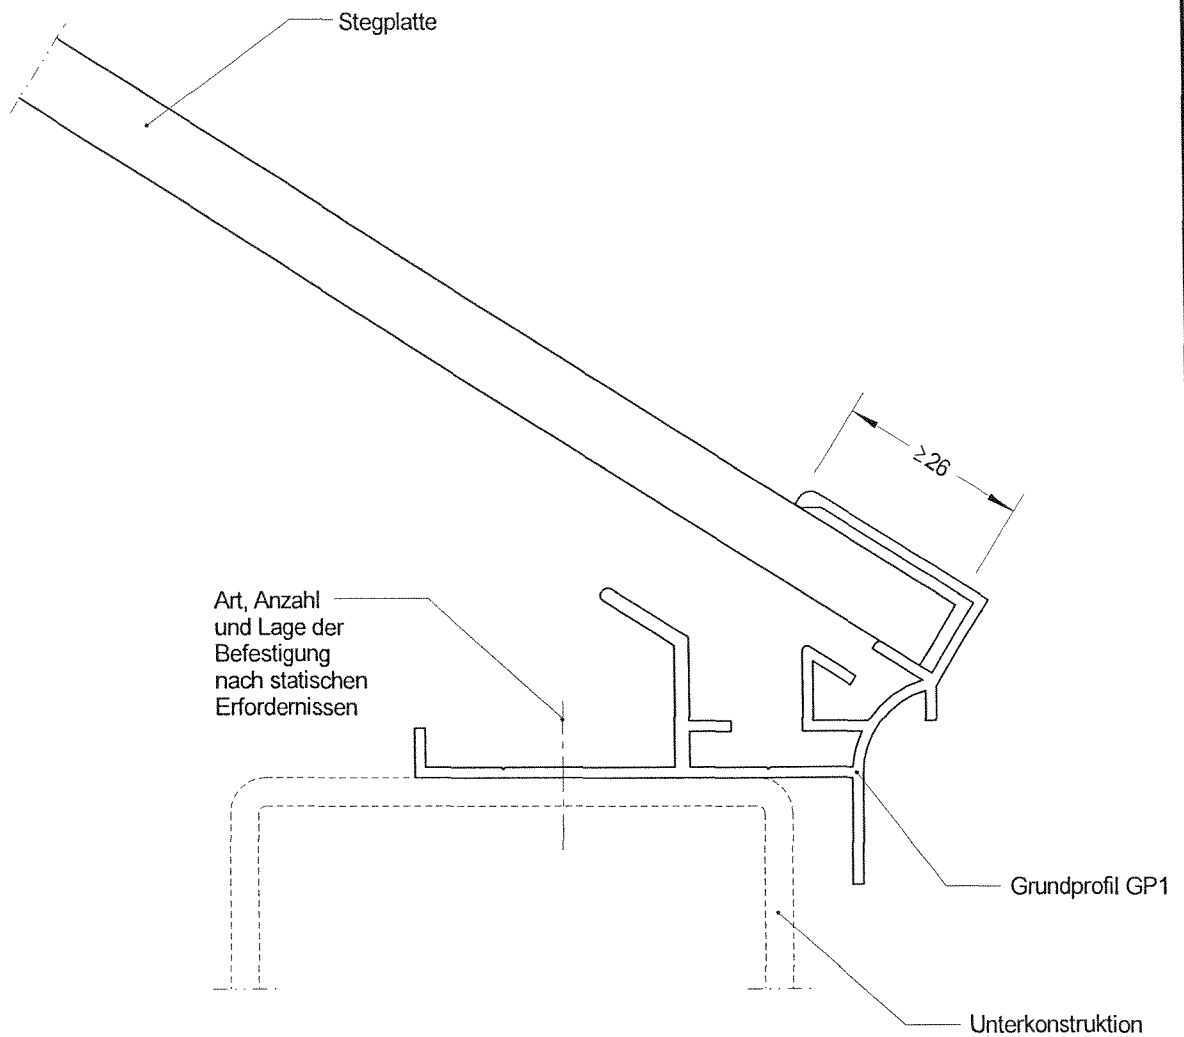 Stegplatte
≥26
Art, Anzahl
und Lage der
Befestigung
nach statischen
Erfordernissen
Grundprofil GP1
Unterkonstruktion